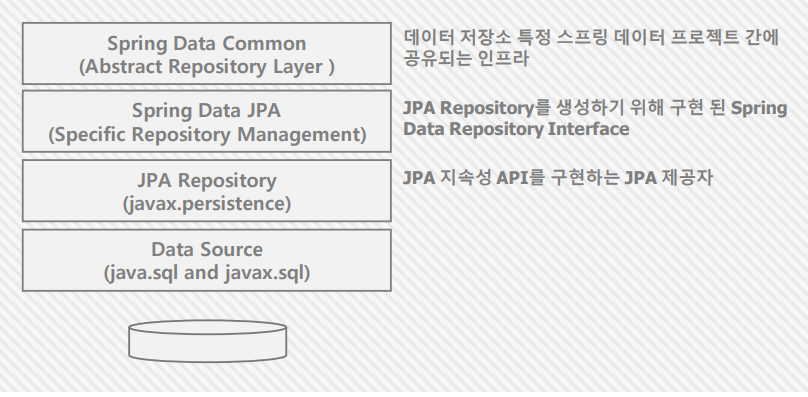 Spring Data Common
(Abstract Repository Layer )
데이터 저장소 특정 스프링 데이터 프로젝트 간에
공유되는 인프라
Spring Data JPA
(Specific Repository Management)
JPA Repository를 생성하기 위해 구현 된 Spring
Data Repository Interface
JPA Repository
(javax.persistence)
JPA 지속성 API를 구현하는 JPA 제공자
Data Source
(java.sql and javax.sql)